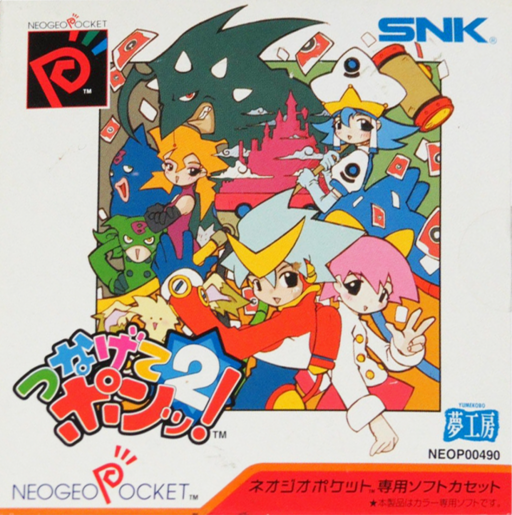 NEOGEO POCKET
TM
SNK®
つなげて
ポンッ!2
TM
YUMEKOBO
夢工房
NEOP00490
NEOGEO POCKET TM
ネオジオポケット TM 専用ソフトカセット
★本製品はカラー専用ソフトです。